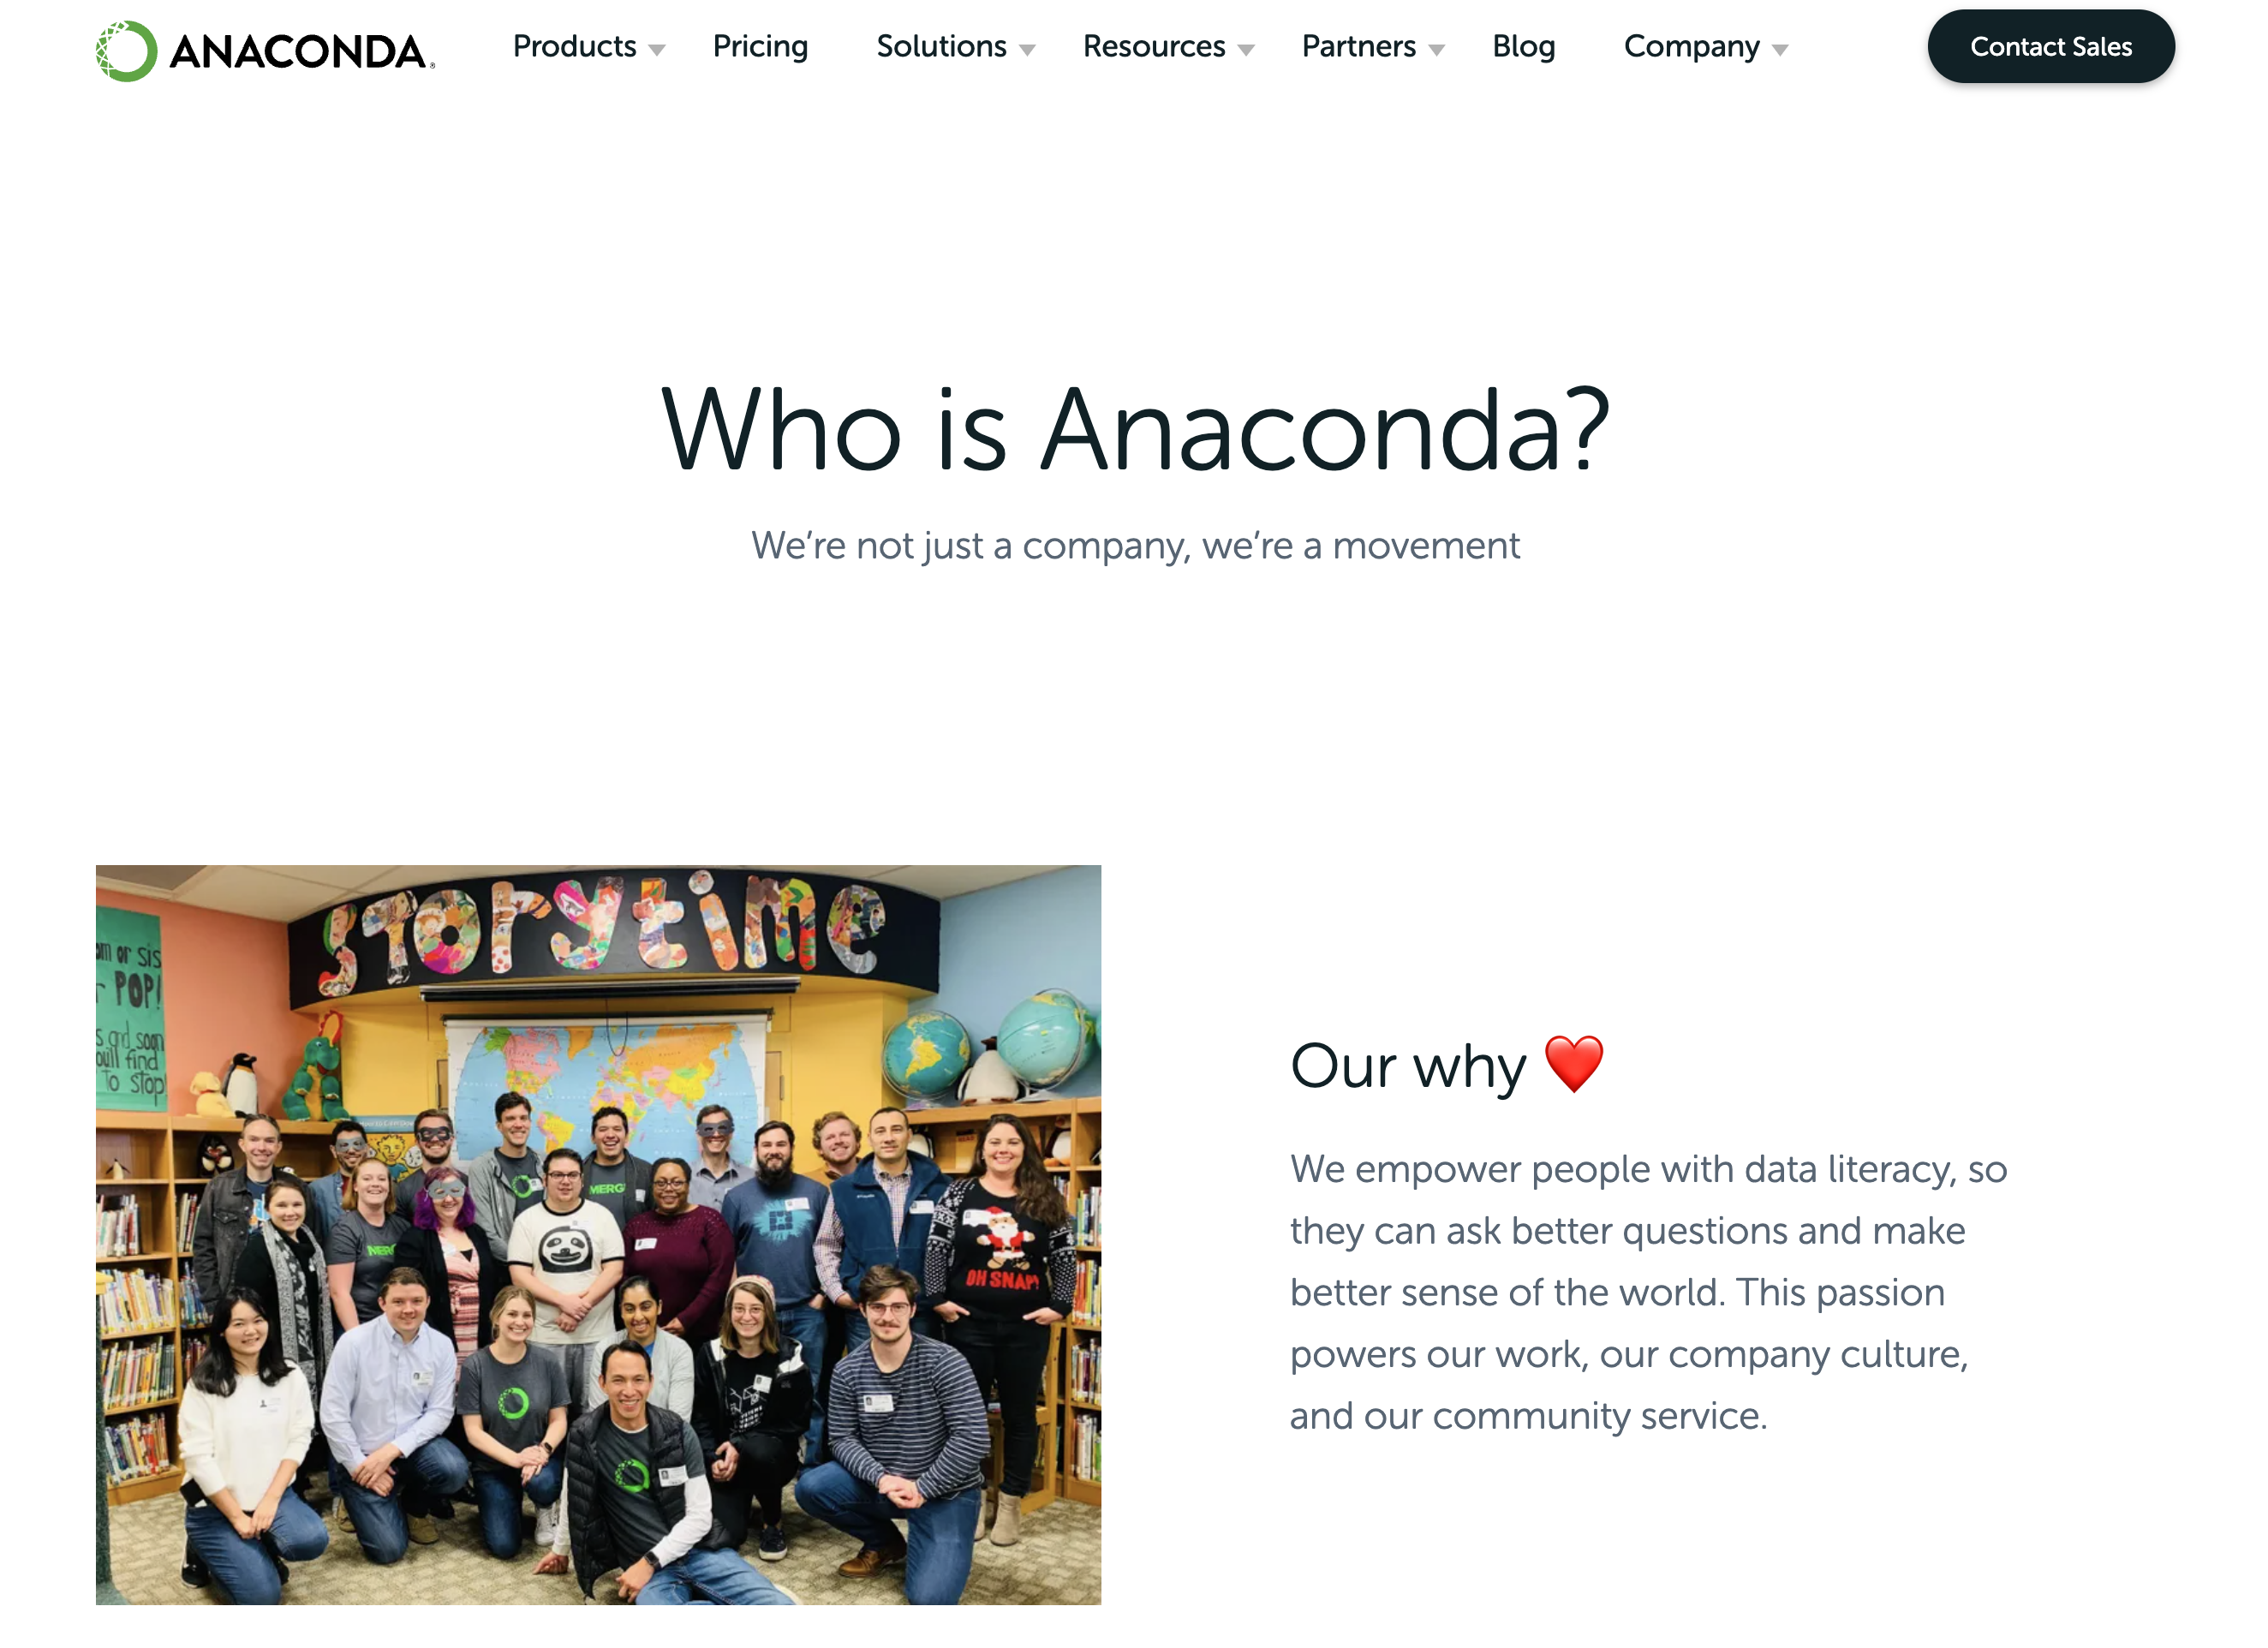 ANACONDA®
Products
Pricing
Solutions
Resources
Partners
Blog
Company
Contact Sales
Who is Anaconda?
We’re not just a company, we’re a movement
storytime
om or sis
r POP!
s and soon
oull find
To stop
MERG
MERG
OH SNAP!
Our why ❤️
We empower people with data literacy, so
they can ask better questions and make
better sense of the world. This passion
powers our work, our company culture,
and our community service.